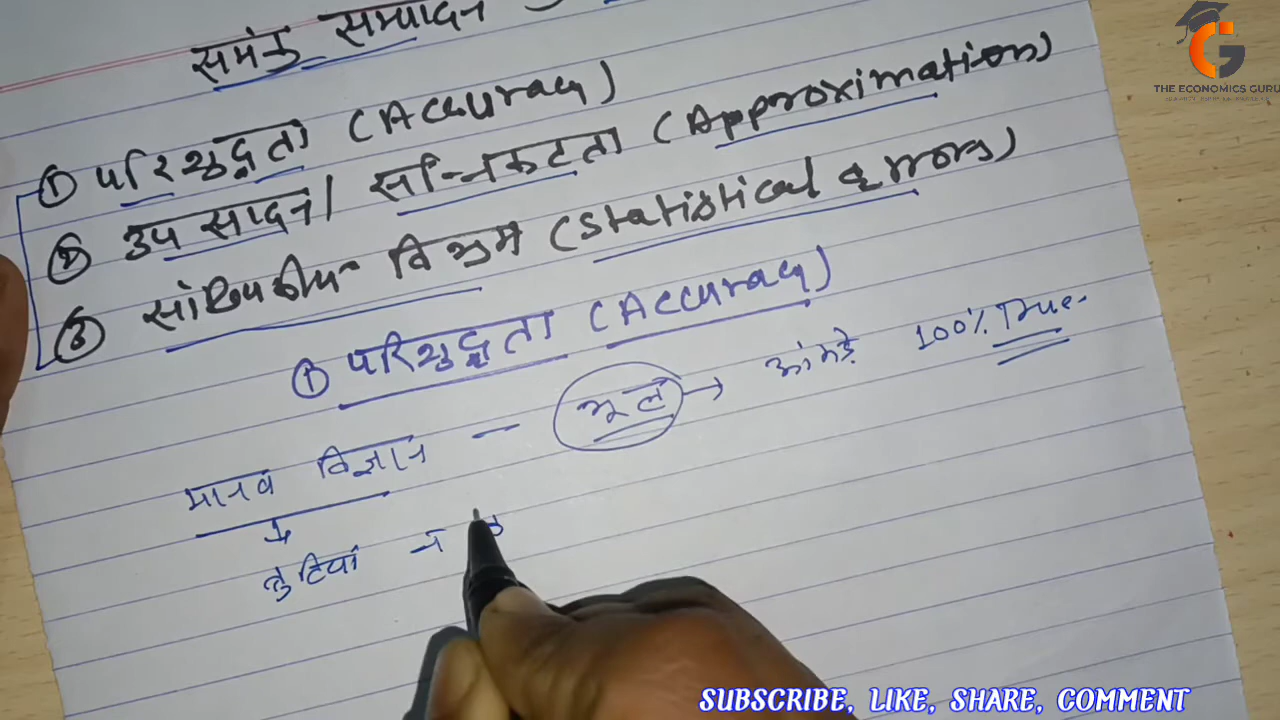 समंक सम्पादन
① परिशुद्धता (Accuracy)
② उपसादन / सन्निकटता (Approximation)
③ सांख्यिकीय विभ्रम (Statistical errors)
① परिशुद्धता (Accuracy)
मानव विज्ञान – भूल → आंकड़े 100% True
↓
त्रुटियां न
THE ECONOMICS GURU
SUBSCRIBE, LIKE, SHARE, COMMENT